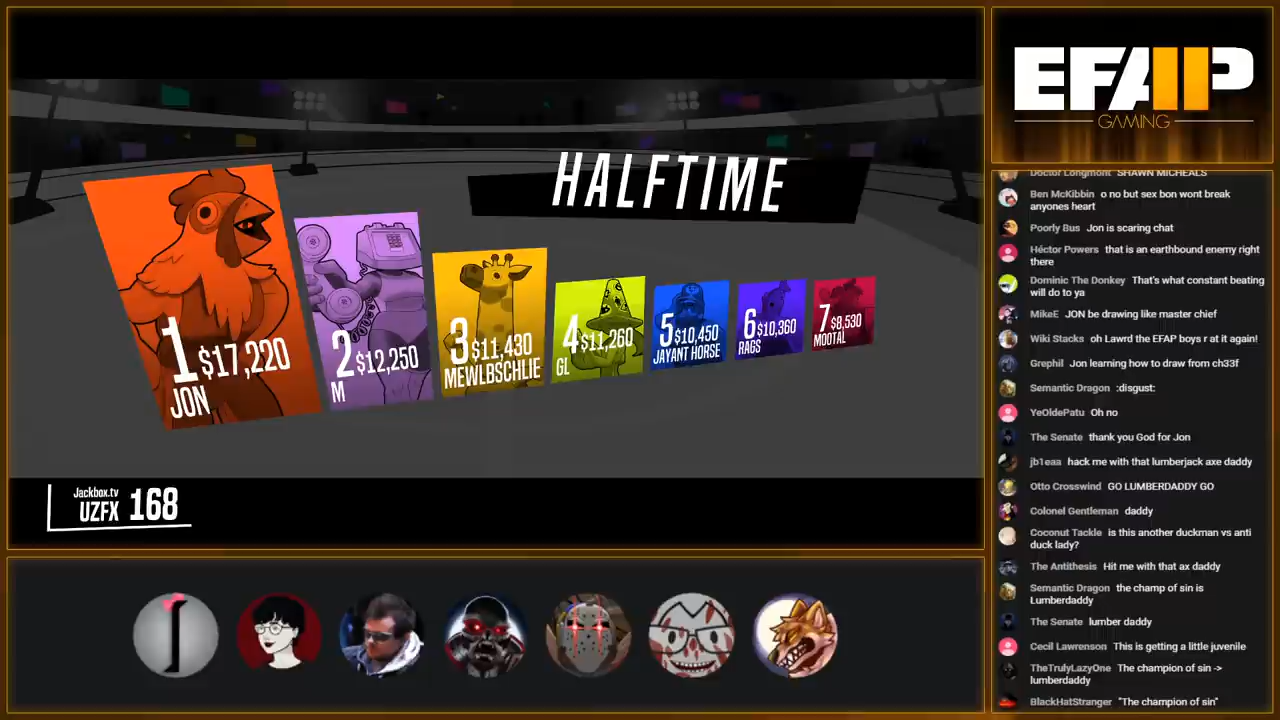 HALFTIME
1 $17,220
JON
2 $12,250
M
3 $11,430
MEWLBSCHLIE
4 $11,260
GL
5 $10,450
JAYANT HORSE
6 $10,360
RAGS
7 $8,530
MOOTAL
Jackbox.tv
UZFX 168
EFAP
GAMING
Doctor Longmont SHAWN MICHEALS
Ben McKibbin o no but sex bon wont break
anyones heart
Poorly Bus Jon is scaring chat
Héctor Powers that is an earthbound enemy right
there
Dominic The Donkey That's what constant beating
will do to ya
MikeE JON be drawing like master chief
Wiki Stacks oh Lawrd the EFAP boys r at it again!
Grephil Jon learning how to draw from ch33f
Semantic Dragon :disgust:
YeOldePatu Oh no
The Senate thank you God for Jon
jb1eaa hack me with that lumberjack axe daddy
Otto Crosswind GO LUMBERDADDY GO
Colonel Gentleman daddy
Coconut Tackle is this another duckman vs anti
duck lady?
The Antithesis Hit me with that ax daddy
Semantic Dragon the champ of sin is
Lumberdaddy
The Senate lumber daddy
Cecil Lawrenson This is getting a little juvenile
TheTrulyLazyOne The champion of sin ->
lumberdaddy
BlackHatStranger "The champion of sin"